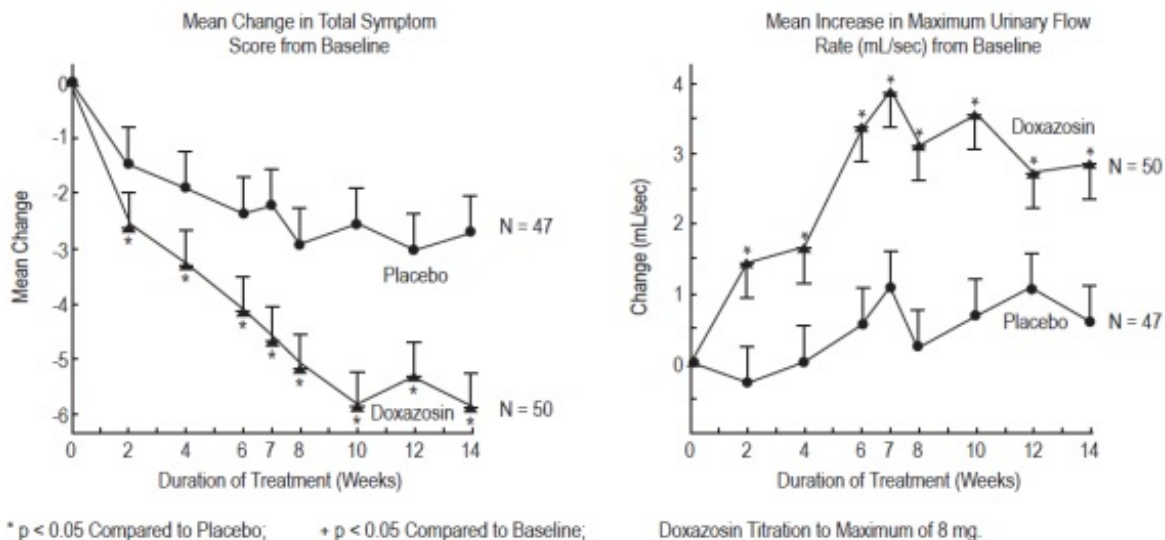 Mean Change in Total Symptom
Score from Baseline
0
-1
-2
-3
-4
-5
-6
Mean Change
*
*
*
*
*
*
*
*
Placebo
Doxazosin
N = 47
N = 50
0 2 4 6 7 8 10 12 14
Duration of Treatment (Weeks)
Mean Increase in Maximum Urinary Flow
Rate (mL/sec) from Baseline
4
3
2
1
0
Change (mL/sec)
*
*
*
*
*
*
*
*
Doxazosin
Placebo
N = 50
N = 47
0 2 4 6 7 8 10 12 14
Duration of Treatment (Weeks)
* p < 0.05 Compared to Placebo; + p < 0.05 Compared to Baseline; Doxazosin Titration to Maximum of 8 mg.